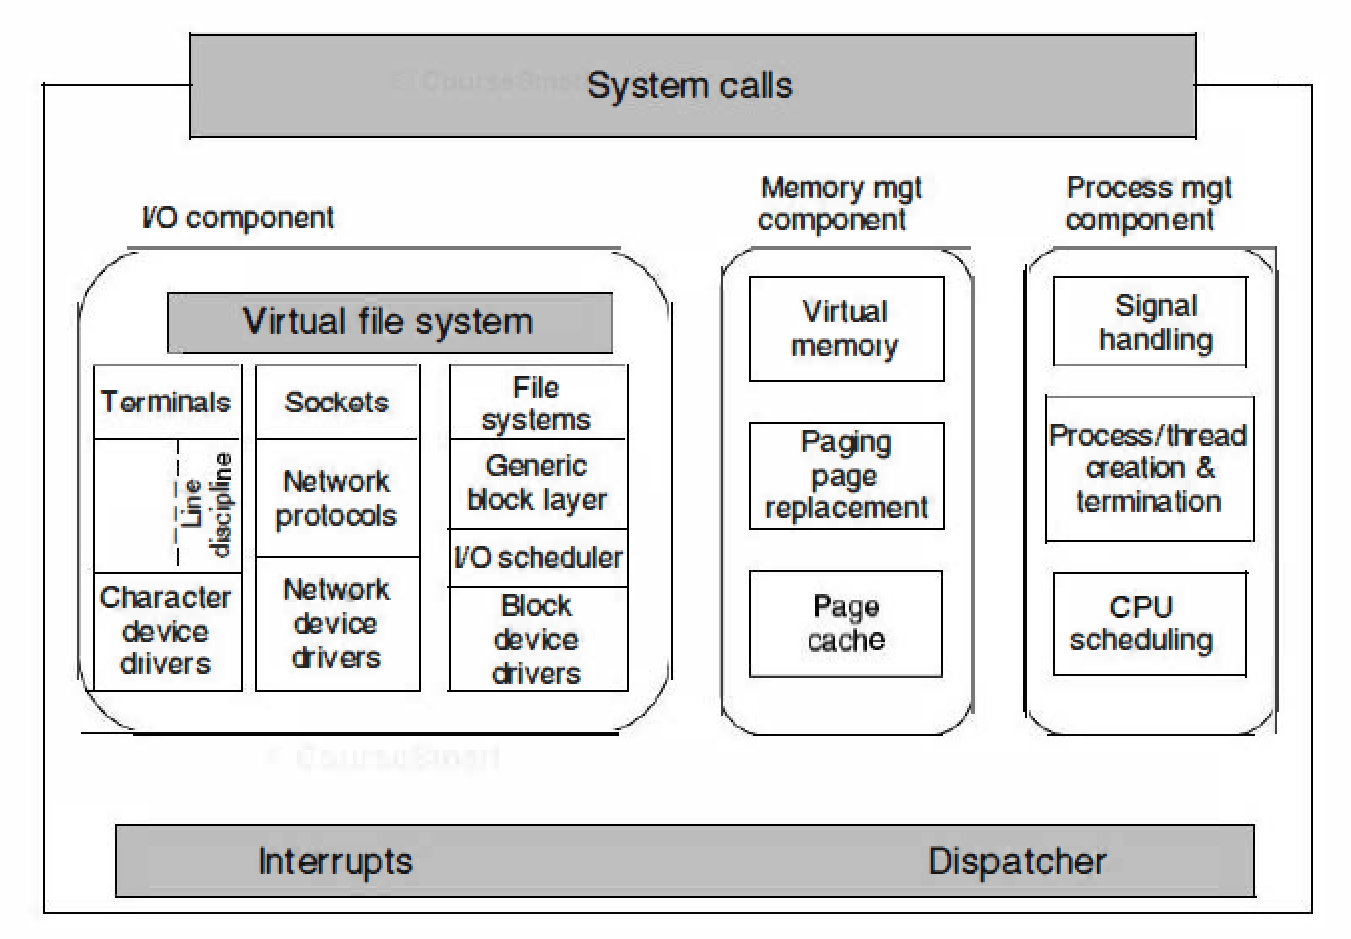 System calls
I/O component
Memory mgt
component
Process mgt
component
Virtual file system
Terminals
Line
discipline
Character
device
drivers
Sockets
Network
protocols
Network
device
drivers
File
systems
Generic
block layer
I/O scheduler
Block
device
drivers
Virtual
memory
Paging
page
replacement
Page
cache
Signal
handling
Process/thread
creation &
termination
CPU
scheduling
Interrupts
Dispatcher
CourseSmart
CourseSmart